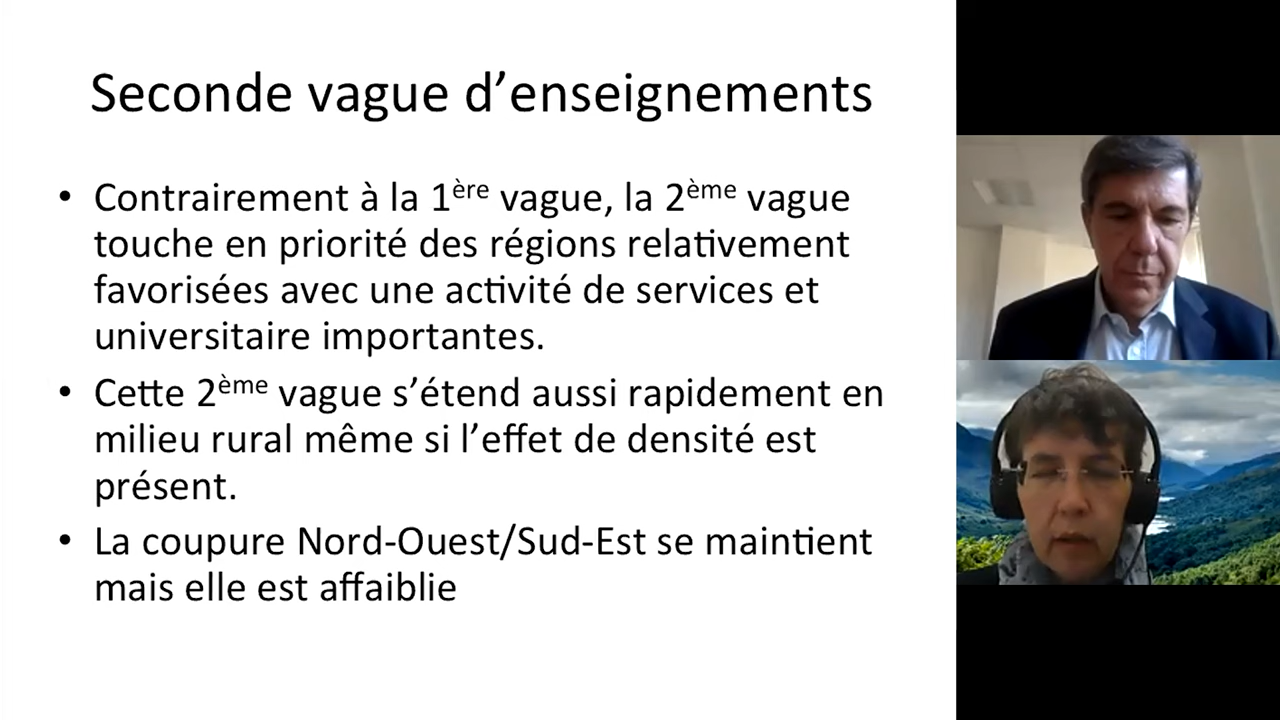 Seconde vague d’enseignements
• Contrairement à la 1ère vague, la 2ème vague
touche en priorité des régions relativement
favorisées avec une activité de services et
universitaire importantes.
• Cette 2ème vague s’étend aussi rapidement en
milieu rural même si l’effet de densité est
présent.
• La coupure Nord-Ouest/Sud-Est se maintient
mais elle est affaiblie